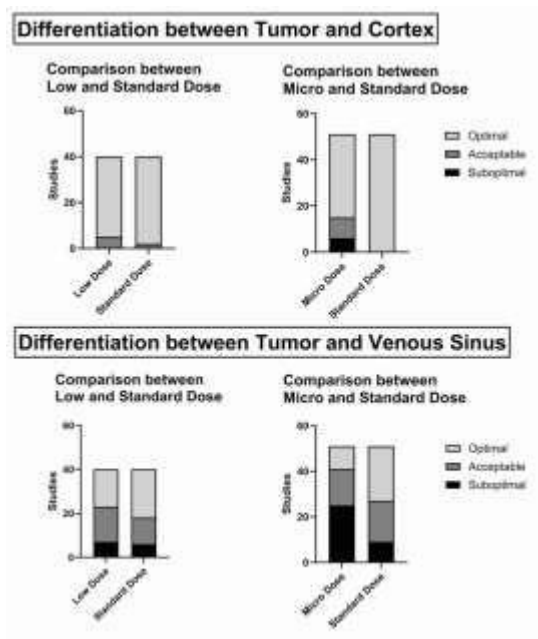 Differentiation between Tumor and Cortex
Comparison between
Low and Standard Dose
60
40
20
0
Studies
Low Dose
Standard Dose
Comparison between
Micro and Standard Dose
60
40
20
0
Studies
Micro Dose
Standard Dose
Optimal
Acceptable
Suboptimal
Differentiation between Tumor and Venous Sinus
Comparison between
Low and Standard Dose
60
40
20
0
Studies
Low Dose
Standard Dose
Comparison between
Micro and Standard Dose
60
40
20
0
Studies
Micro Dose
Standard Dose
Optimal
Acceptable
Suboptimal